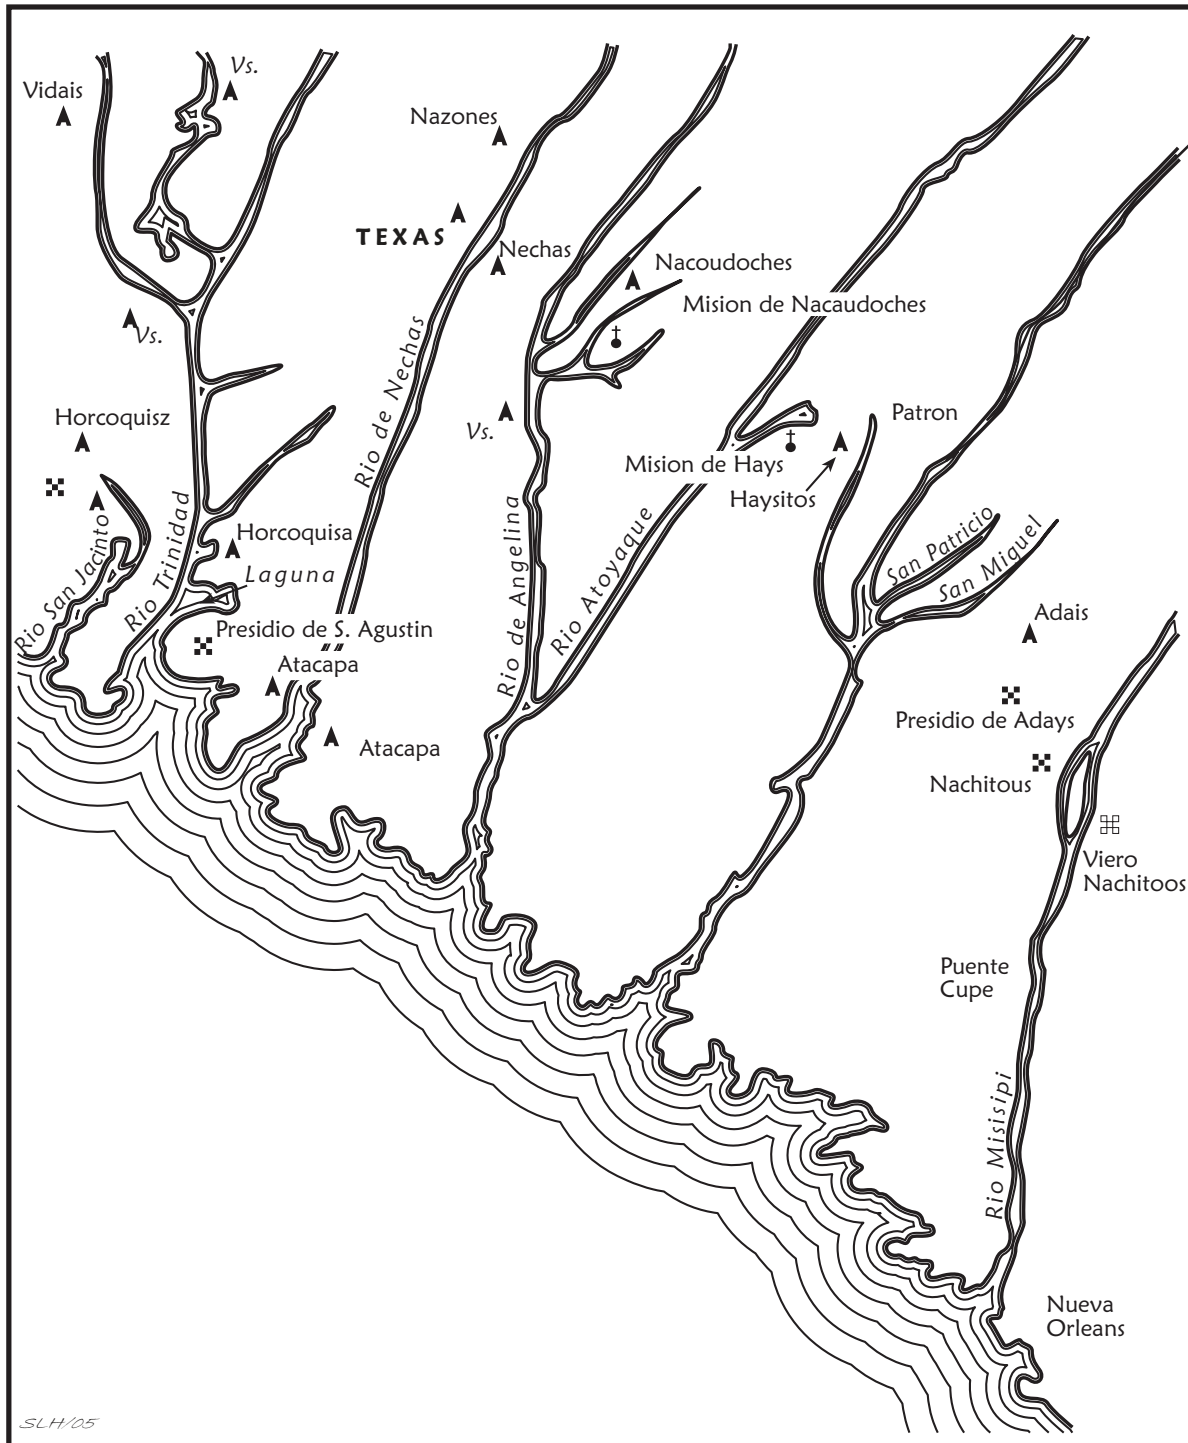 Vs.
Vidais
Nazones
TEXAS
Nechas
Nacoudoches
Mision de Nacaudoches
Vs.
Rio de Nechas
Horcoquisz
Vs.
Patron
Mision de Hays
Haysitos
Rio San Jacinto
Rio Trinidad
Horcoquisa
Laguna
Rio de Angelina
Rio Atoyaque
San Patricio
San Miguel
Presidio de S. Agustin
Adais
Atacapa
Presidio de Adays
Atacapa
Nachitous
Viero
Nachitoos
Puente
Cupe
Rio Misisipi
Nueva
Orleans
SLH/05